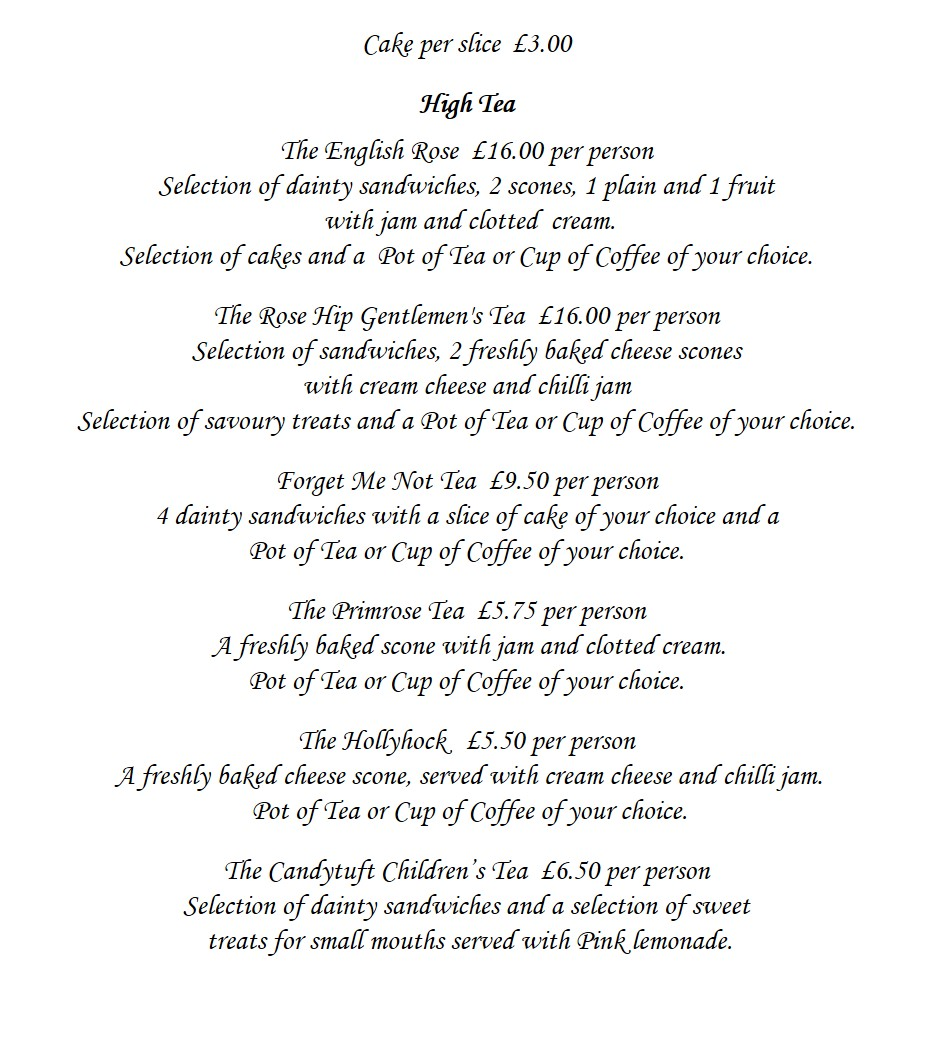 Cake per slice £3.00
High Tea
The English Rose £16.00 per person
Selection of dainty sandwiches, 2 scones, 1 plain and 1 fruit
with jam and clotted cream.
Selection of cakes and a Pot of Tea or Cup of Coffee of your choice.
The Rose Hip Gentlemen's Tea £16.00 per person
Selection of sandwiches, 2 freshly baked cheese scones
with cream cheese and chilli jam
Selection of savoury treats and a Pot of Tea or Cup of Coffee of your choice.
Forget Me Not Tea £9.50 per person
4 dainty sandwiches with a slice of cake of your choice and a
Pot of Tea or Cup of Coffee of your choice.
The Primrose Tea £5.75 per person
A freshly baked scone with jam and clotted cream.
Pot of Tea or Cup of Coffee of your choice.
The Hollyhock £5.50 per person
A freshly baked cheese scone, served with cream cheese and chilli jam.
Pot of Tea or Cup of Coffee of your choice.
The Candytuft Children’s Tea £6.50 per person
Selection of dainty sandwiches and a selection of sweet
treats for small mouths served with Pink lemonade.